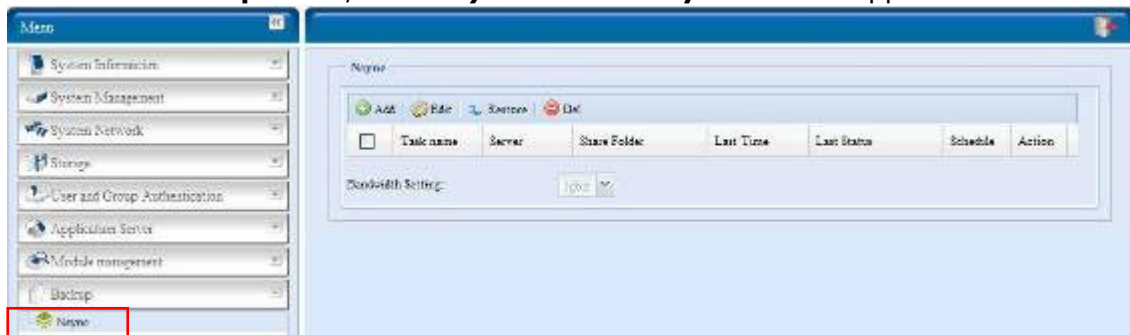 Menu
System Information
System Management
System Network
Storage
User and Group Authentication
Application Server
Module management
Backup
Nsync
Nsync
Add Edit Restore Del
Task name Server Share Folder Last Time Last Status Schedule Action
Bandwidth Setting: